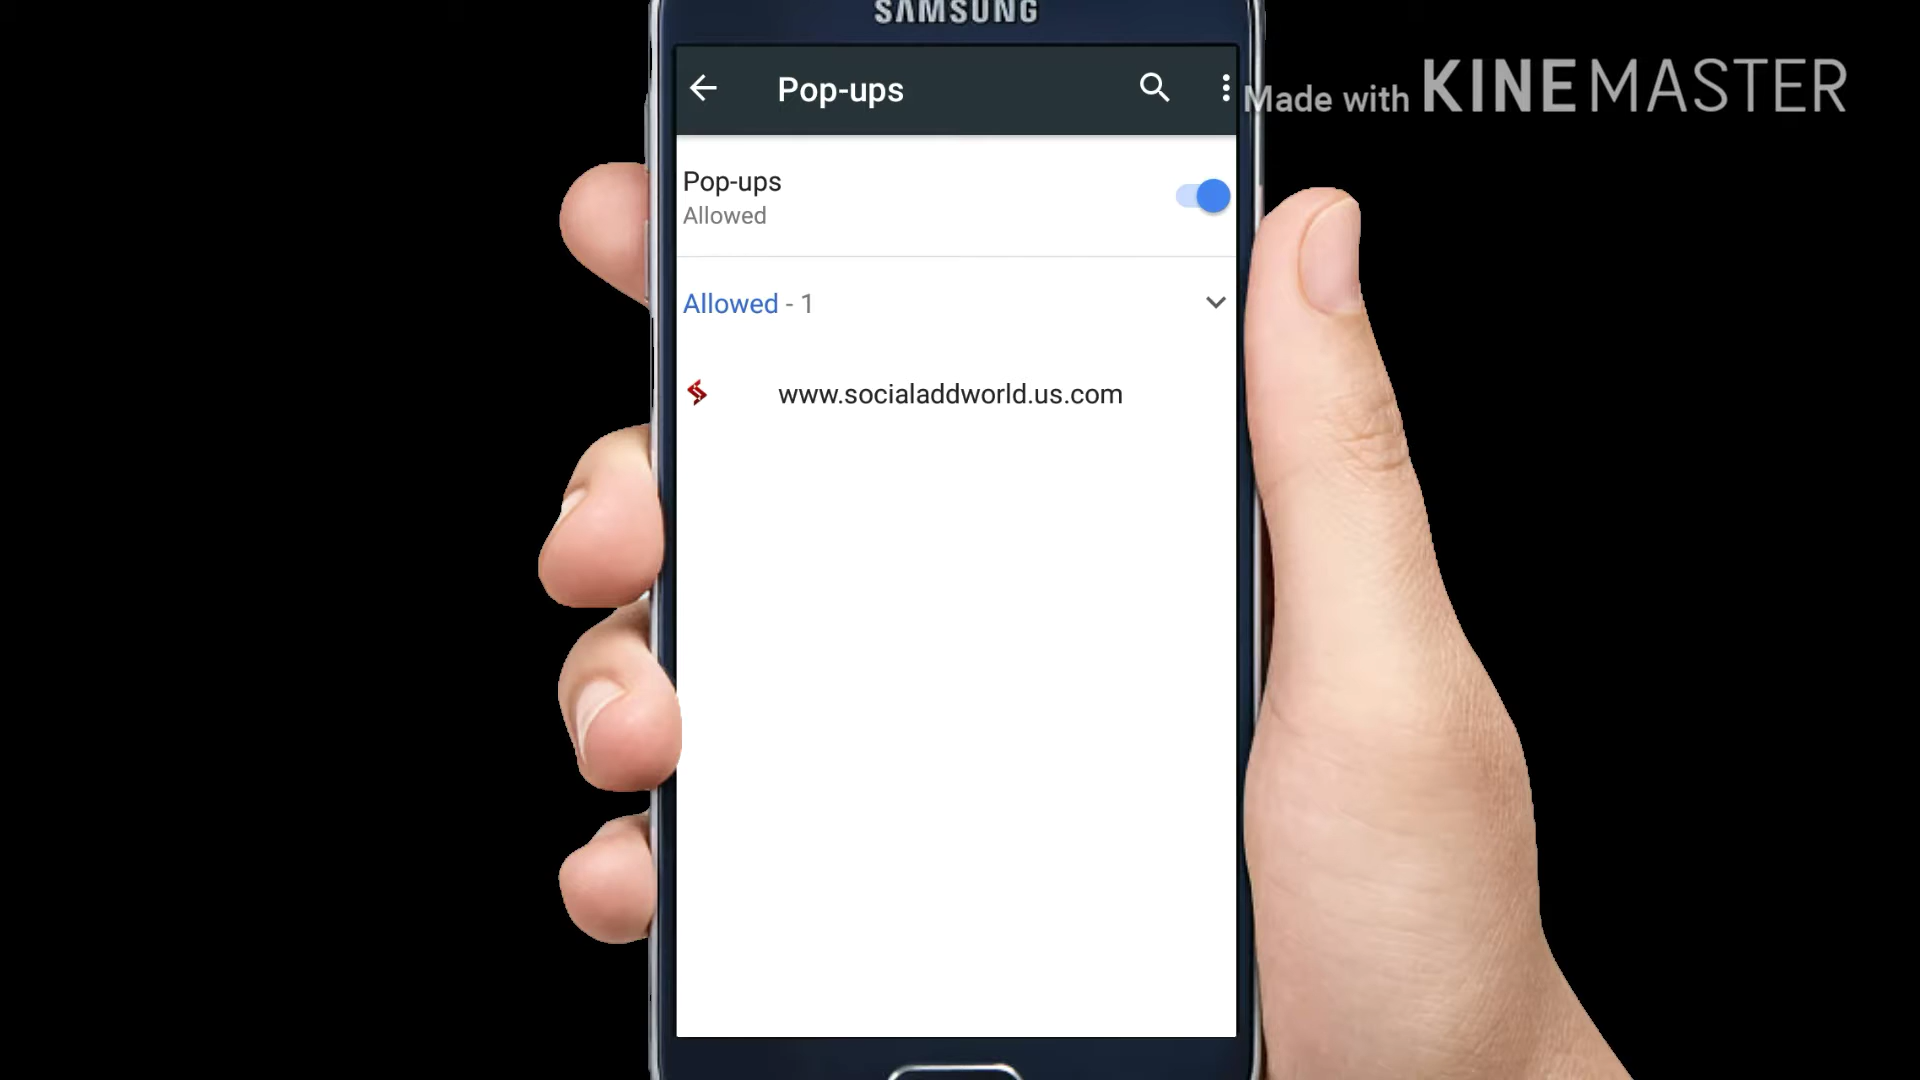 SAMSUNG
Pop-ups
Made with KINEMASTER
Pop-ups
Allowed
Allowed - 1
www.socialaddworld.us.com